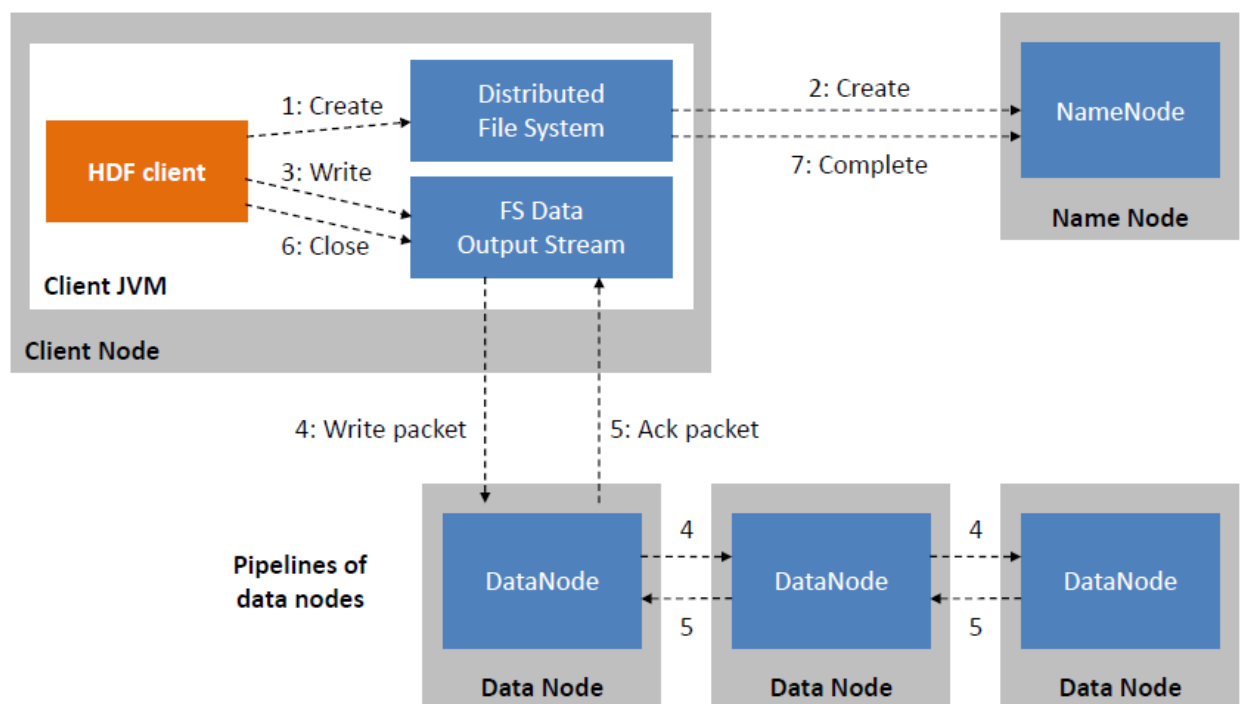 1: Create
Distributed
File System
2: Create
NameNode
HDF client
3: Write
7: Complete
FS Data
Output Stream
Name Node
6: Close
Client JVM
Client Node
4: Write packet
5: Ack packet
4
4
Pipelines of
data nodes
DataNode
DataNode
DataNode
5
5
Data Node
Data Node
Data Node